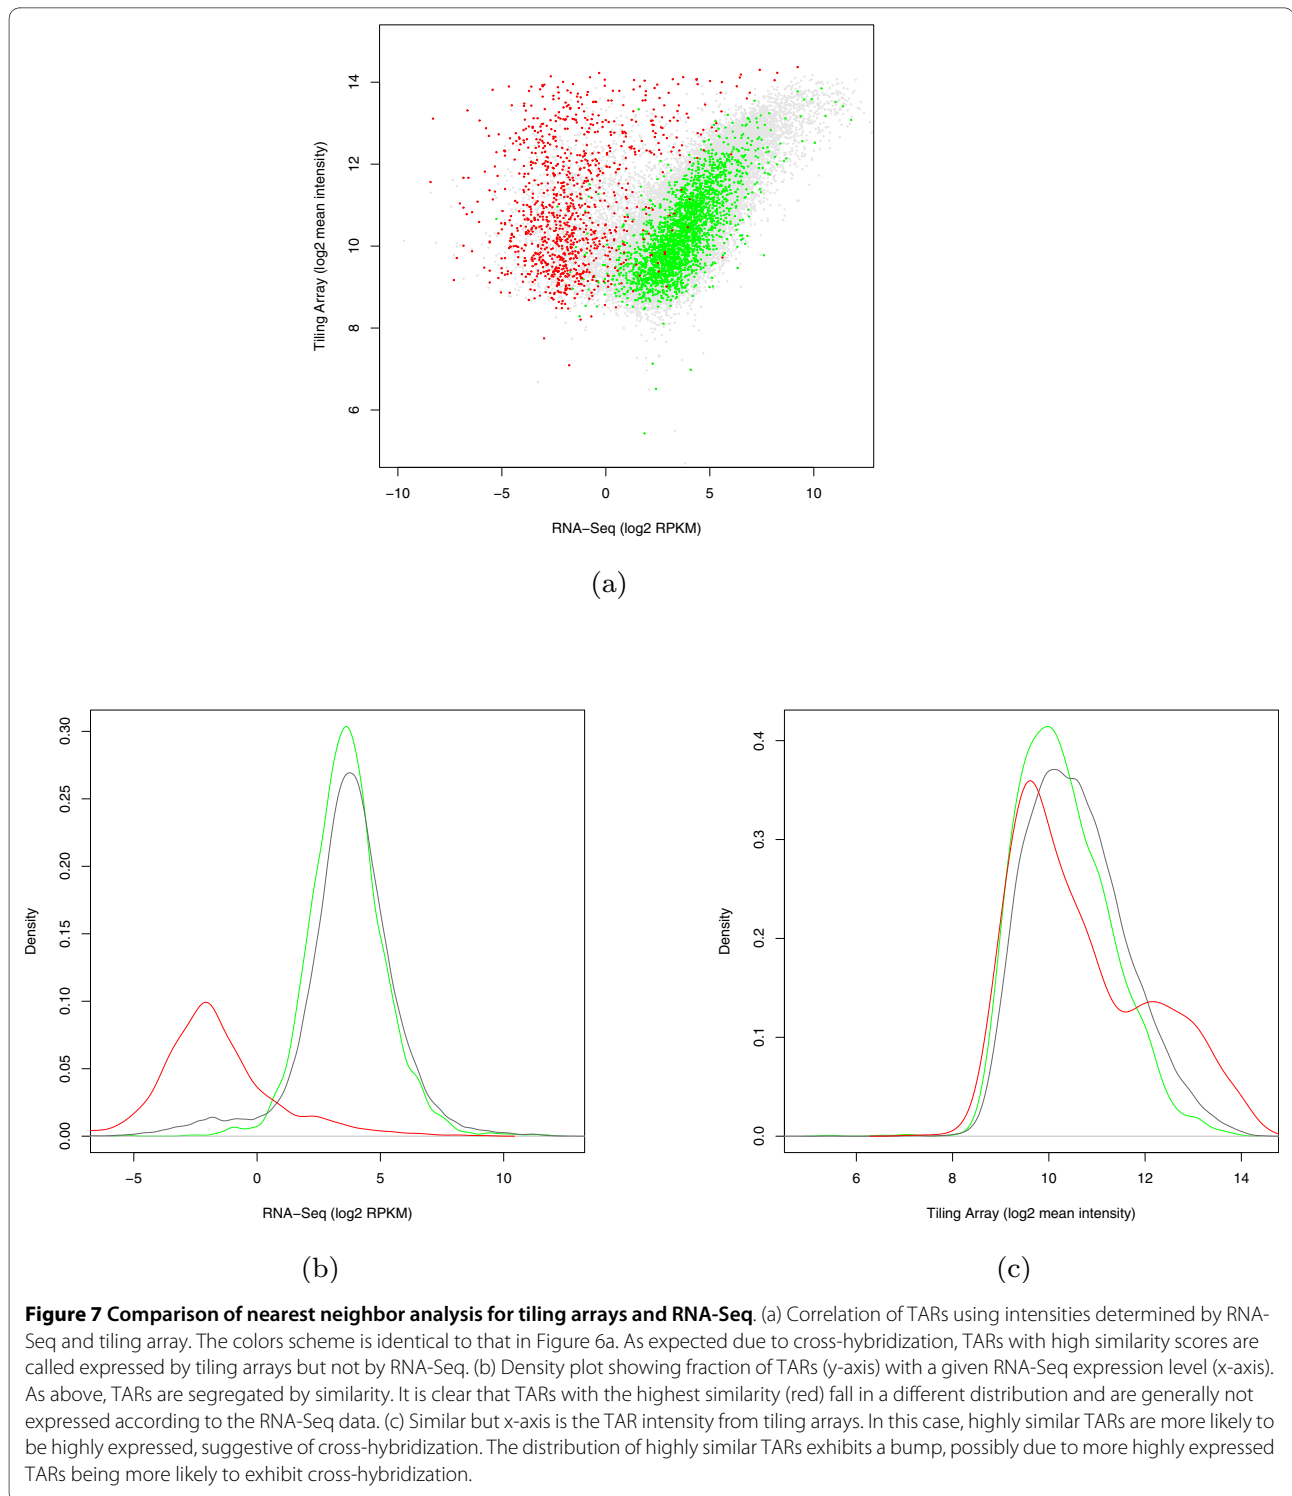 14
12
10
8
6
Tiling Array (log2 mean intensity)
−10 −5 0 5 10
RNA−Seq (log2 RPKM)
(a)
0.30
0.25
0.20
0.15
0.10
0.05
0.00
Density
−5 0 5 10
RNA−Seq (log2 RPKM)
(b)
0.4
0.3
0.2
0.1
0.0
Density
6 8 10 12 14
Tiling Array (log2 mean intensity)
(c)
Figure 7 Comparison of nearest neighbor analysis for tiling arrays and RNA-Seq. (a) Correlation of TARs using intensities determined by RNA-
Seq and tiling array. The colors scheme is identical to that in Figure 6a. As expected due to cross-hybridization, TARs with high similarity scores are
called expressed by tiling arrays but not by RNA-Seq. (b) Density plot showing fraction of TARs (y-axis) with a given RNA-Seq expression level (x-axis).
As above, TARs are segregated by similarity. It is clear that TARs with the highest similarity (red) fall in a different distribution and are generally not
expressed according to the RNA-Seq data. (c) Similar but x-axis is the TAR intensity from tiling arrays. In this case, highly similar TARs are more likely to
be highly expressed, suggestive of cross-hybridization. The distribution of highly similar TARs exhibits a bump, possibly due to more highly expressed
TARs being more likely to exhibit cross-hybridization.